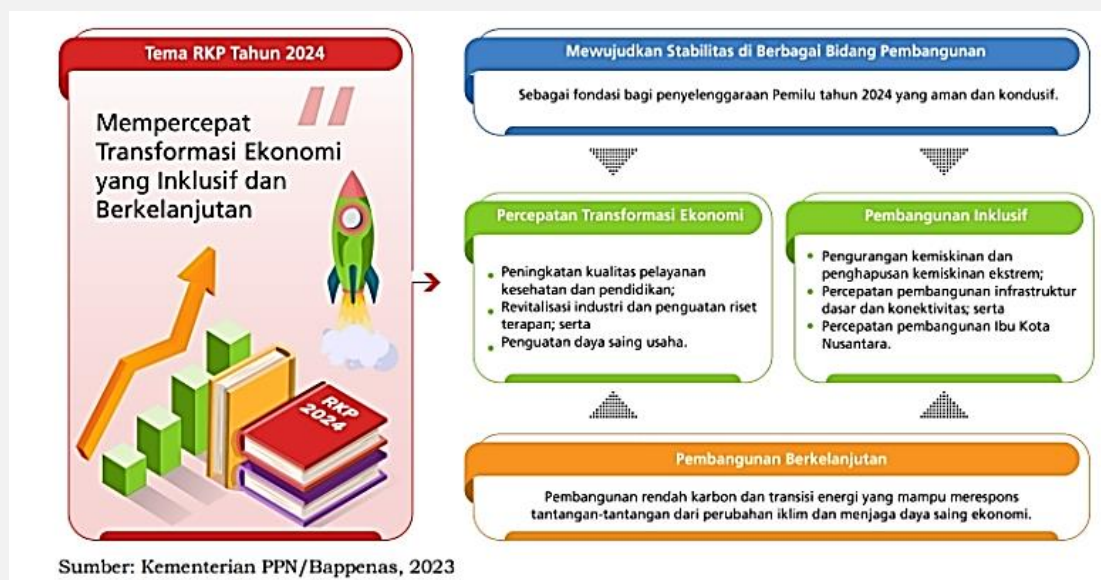 Tema RKP Tahun 2024
Mempercepat
Transformasi Ekonomi
yang Inklusif dan
Berkelanjutan
RKP
2024
Mewujudkan Stabilitas di Berbagai Bidang Pembangunan
Sebagai fondasi bagi penyelenggaraan Pemilu tahun 2024 yang aman dan kondusif.
Percepatan Transformasi Ekonomi
• Peningkatan kualitas pelayanan
kesehatan dan pendidikan;
• Revitalisasi industri dan penguatan riset
terapan; serta
• Penguatan daya saing usaha.
Pembangunan Inklusif
• Pengurangan kemiskinan dan
penghapusan kemiskinan ekstrem;
• Percepatan pembangunan infrastruktur
dasar dan konektivitas; serta
• Percepatan pembangunan Ibu Kota
Nusantara.
Pembangunan Berkelanjutan
Pembangunan rendah karbon dan transisi energi yang mampu merespons
tantangan-tantangan dari perubahan iklim dan menjaga daya saing ekonomi.
Sumber: Kementerian PPN/Bappenas, 2023